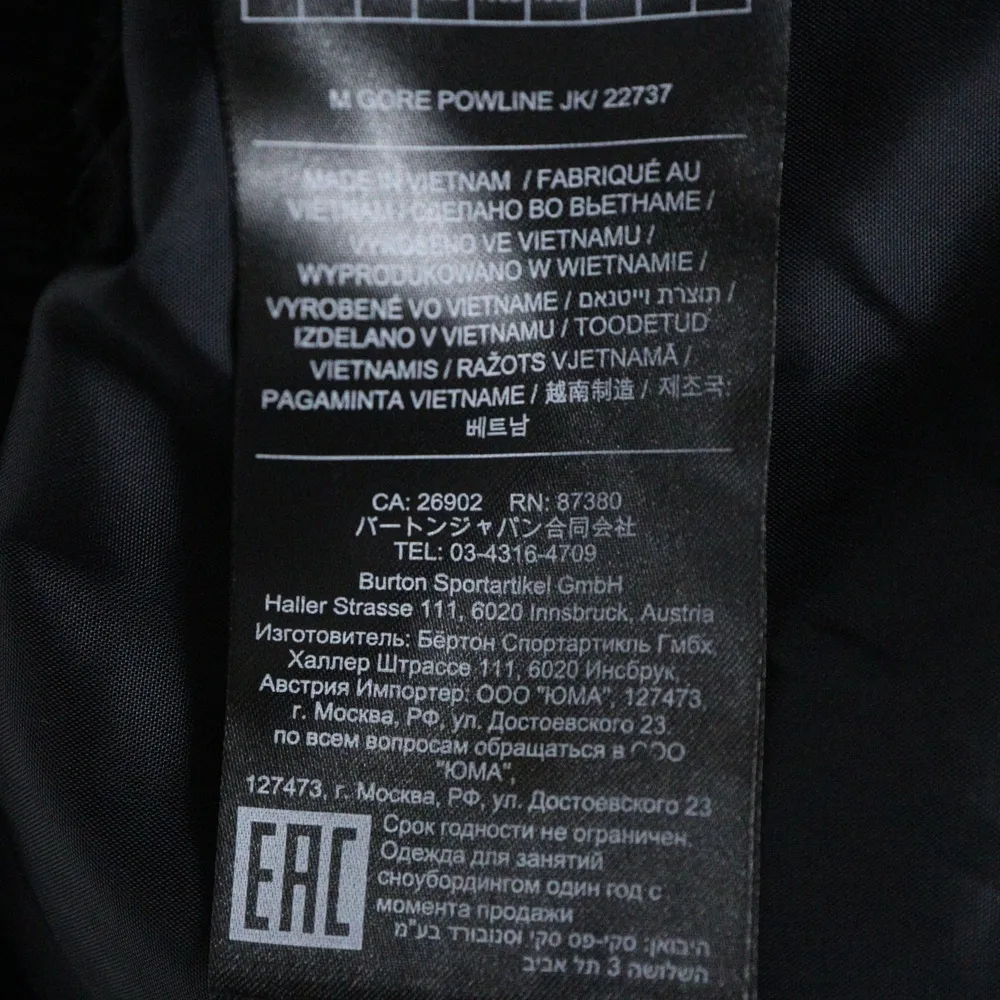 M GORE POWLINE JK/ 22737
MADE IN VIETNAM / FABRIQUÉ AU
VIETNAM / СДЕЛАНО ВО ВЬЕТНАМЕ /
VYROBENO VE VIETNAMU /
WYPRODUKOWANO W WIETNAMIE /
VYROBENÉ VO VIETNAME / תוצרת וייטנאם /
IZDELANO V VIETNAMU / TOODETUD
VIETNAMIS / RAŽOTS VJETNAMĀ /
PAGAMINTA VIETNAME / 越南制造 / 제조국:
베트남
CA: 26902 RN: 87380
バートンジャパン合同会社
TEL: 03-4316-4709
Burton Sportartikel GmbH
Haller Strasse 111, 6020 Innsbruck, Austria
Изготовитель: Бёртон Спортартикль Гмбх,
Халлер Штрассе 111, 6020 Инсбрук,
Австрия Импортер: ООО "ЮМА", 127473,
г. Москва, РФ, ул. Достоевского 23.
по всем вопросам обращаться в ООО
"ЮМА",
127473, г. Москва, РФ, ул. Достоевского 23
EAC
Срок годности не ограничен.
Одежда для занятий
сноубордингом один год с
момента продажи
היבואן: סקי-פס סקי וסנובורד בע"מ
השלושה 3 תל אביב